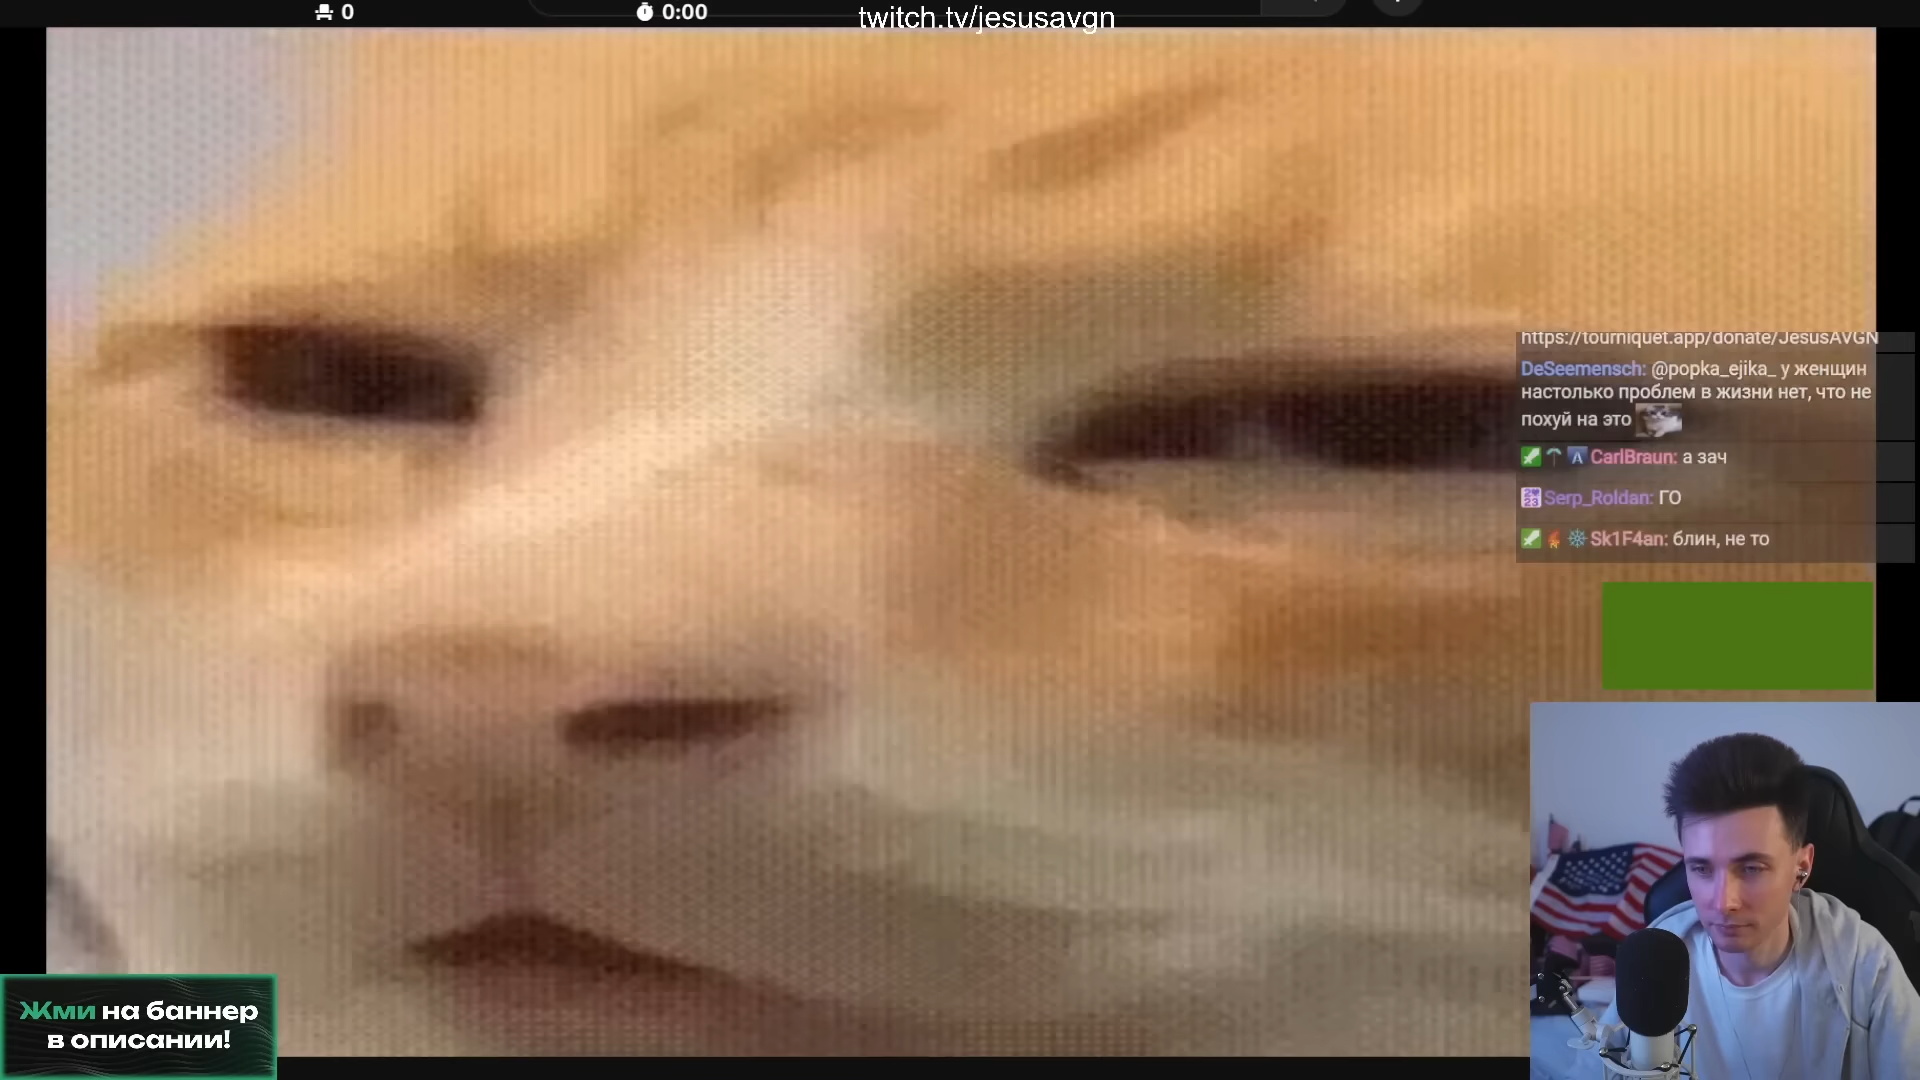 0
0:00
twitch.tv/jesusavgn
https://tourniquet.app/donate/JesusAVGN
DeSeemensch: @popka_ejika_ у женщин
настолько проблем в жизни нет, что не
похуй на это
CarlBraun: а зач
Serp_Roldan: ГО
Sk1F4an: блин, не то
Жми на баннер
в описании!